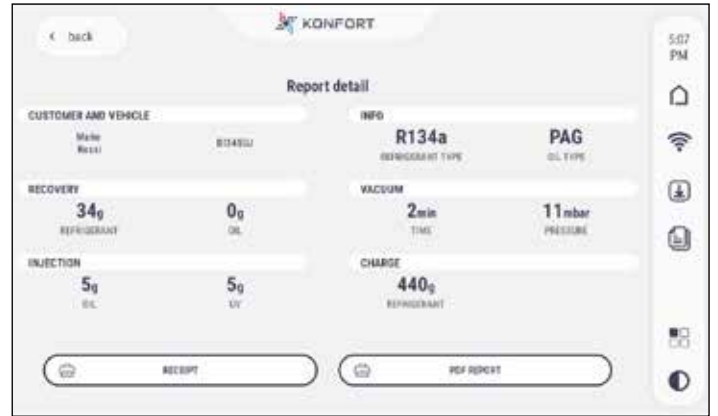 back
KONFORT
5:07
PM
Report detail
CUSTOMER AND VEHICLE
INFO
Rossi
R134a
REFRIGERANT TYPE
PAG
OIL TYPE
RECOVERY
VACUUM
34g
REFRIGERANT
0g
OIL
2min
TIME
11mbar
PRESSURE
INJECTION
CHARGE
5g
OIL
5g
UV
440g
REFRIGERANT
RECEIPT
PDF REPORT